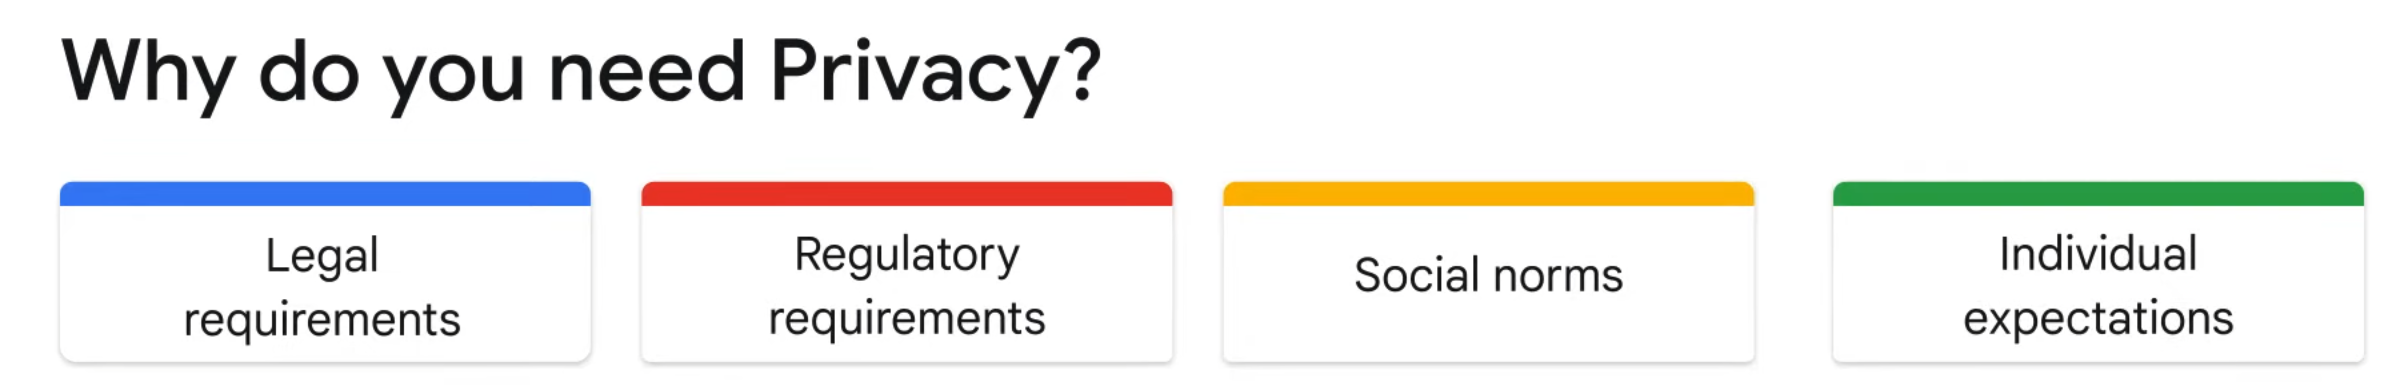 Why do you need Privacy?
Legal
requirements
Regulatory
requirements
Social norms
Individual
expectations